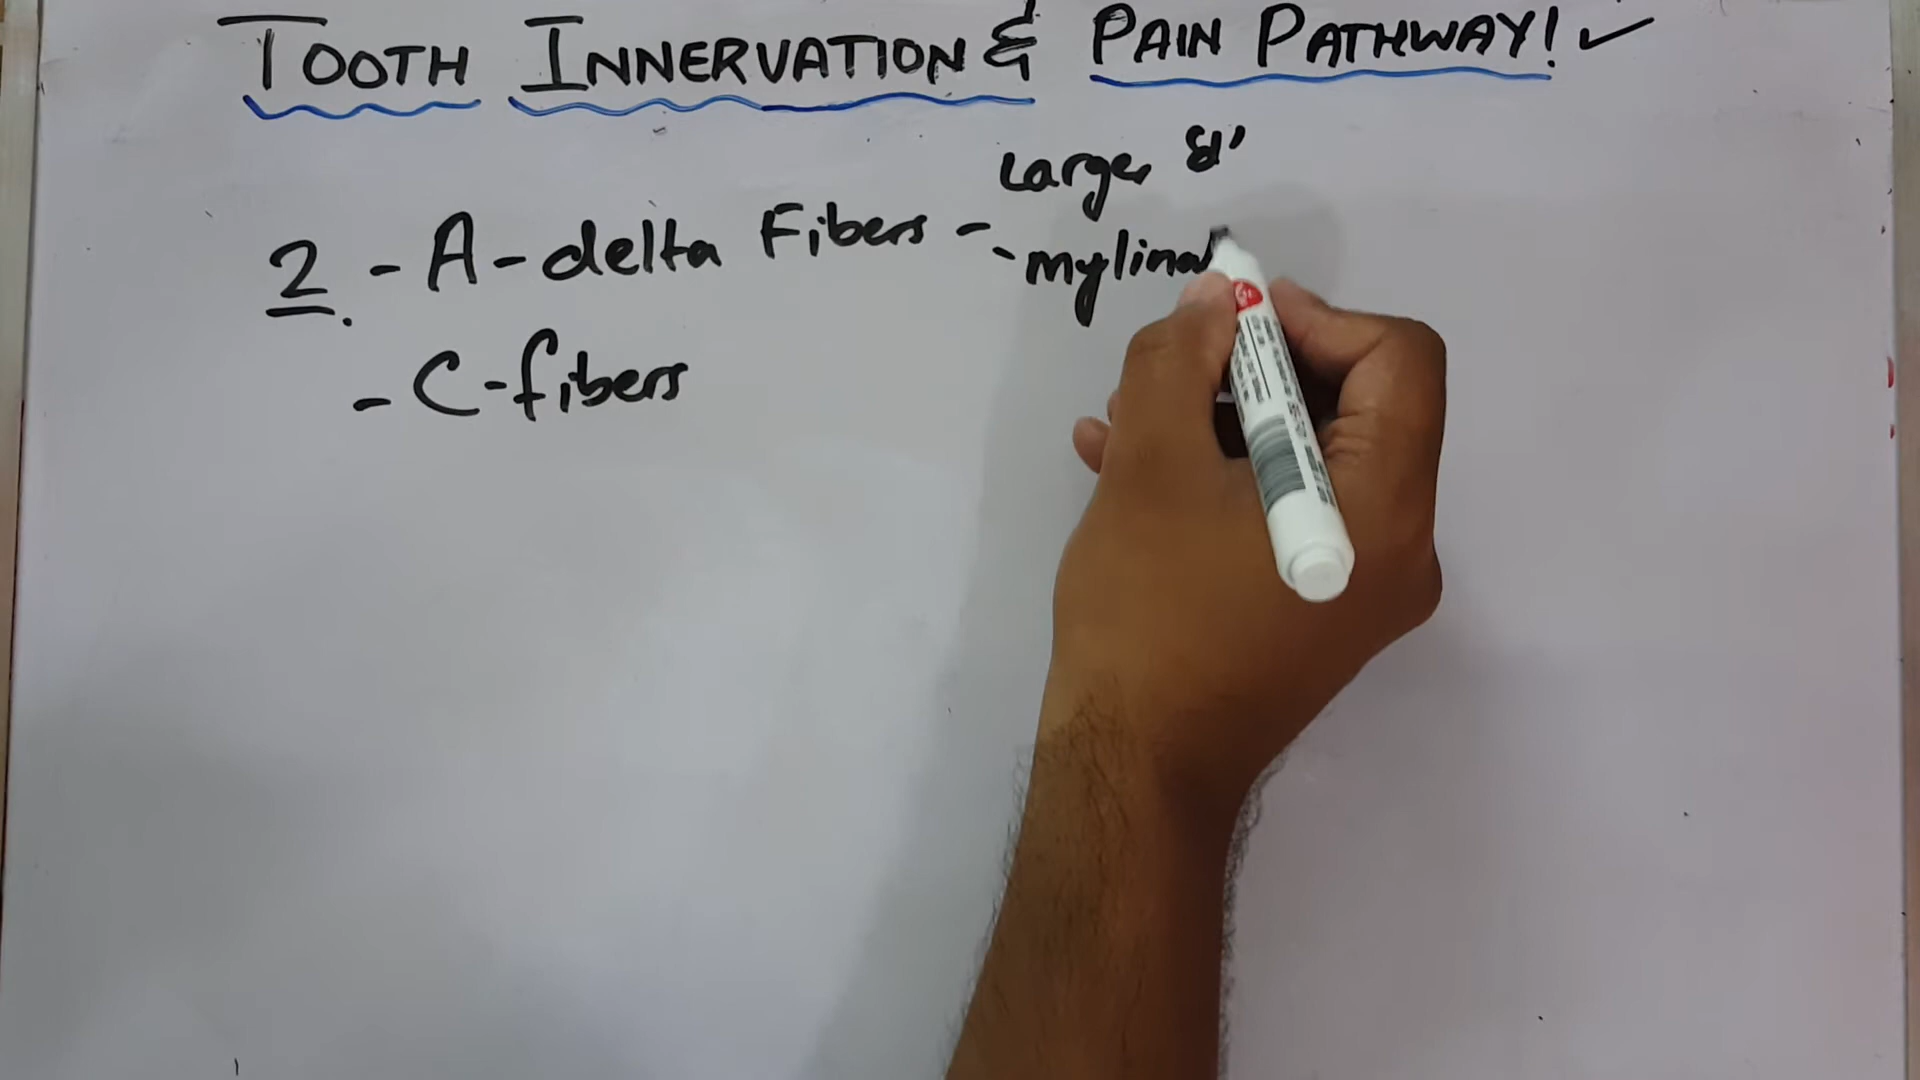 TOOTH INNERVATION & PAIN PATHWAY! ✓
Larger
2. - A-delta Fibers -
- mylina
- C-fibers